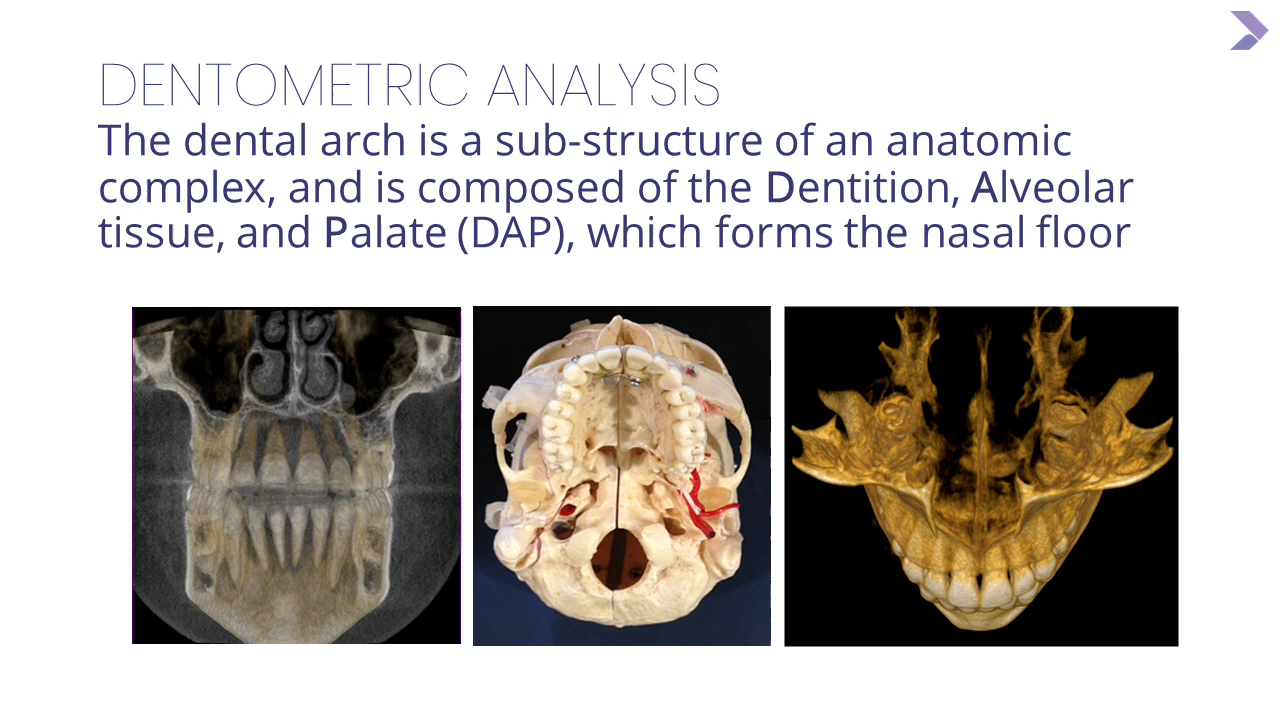 DENTOMETRIC ANALYSIS
The dental arch is a sub-structure of an anatomic
complex, and is composed of the Dentition, Alveolar
tissue, and Palate (DAP), which forms the nasal floor